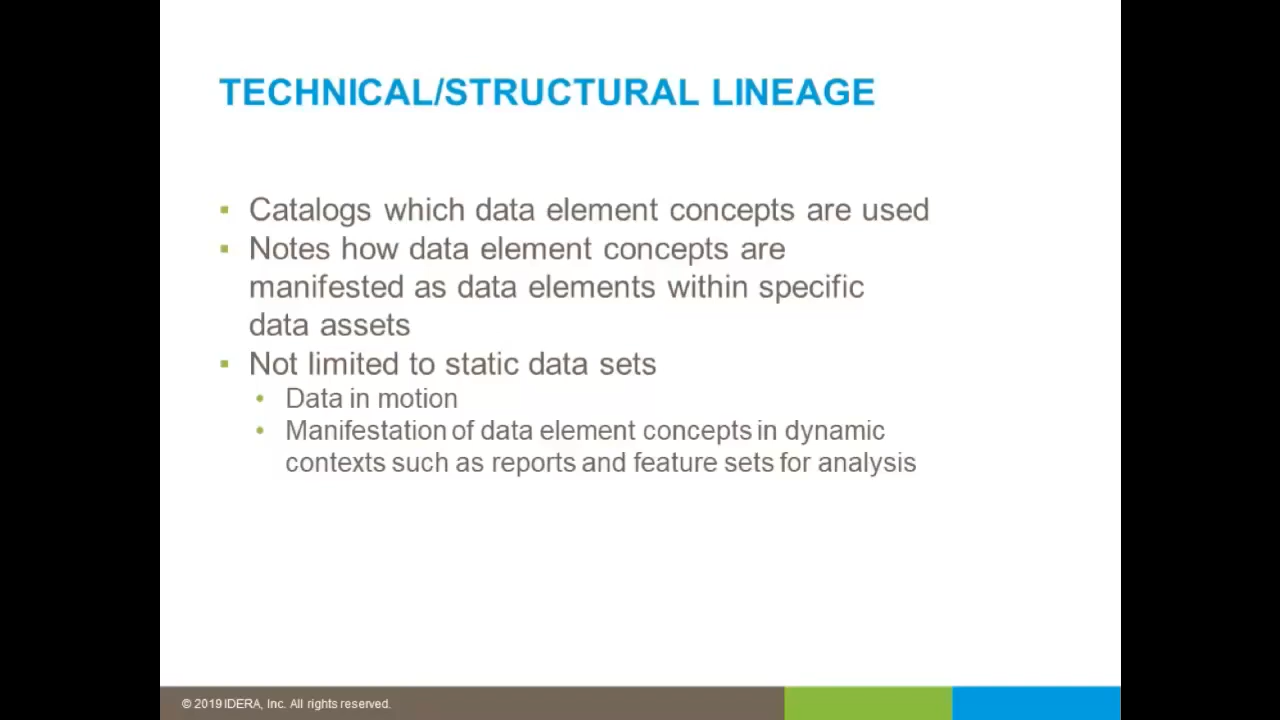 TECHNICAL/STRUCTURAL LINEAGE
▪ Catalogs which data element concepts are used
▪ Notes how data element concepts are
manifested as data elements within specific
data assets
▪ Not limited to static data sets
• Data in motion
• Manifestation of data element concepts in dynamic
contexts such as reports and feature sets for analysis
© 2019 IDERA, Inc. All rights reserved.